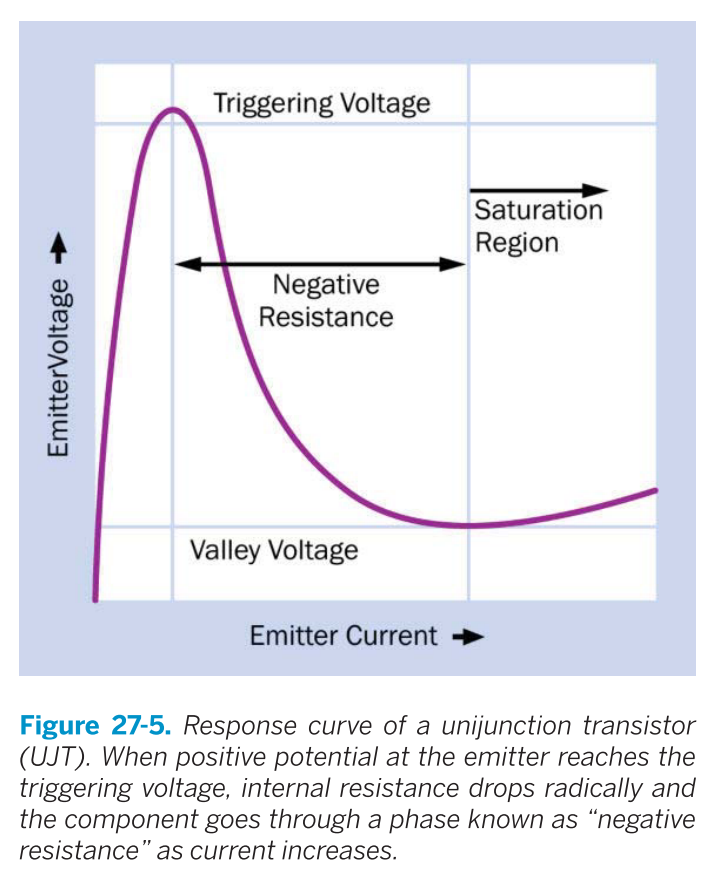 Triggering Voltage
Saturation
Region
Negative
Resistance
EmitterVoltage
Valley Voltage
Emitter Current
Figure 27-5. Response curve of a unijunction transistor
(UJT). When positive potential at the emitter reaches the
triggering voltage, internal resistance drops radically and
the component goes through a phase known as “negative
resistance” as current increases.